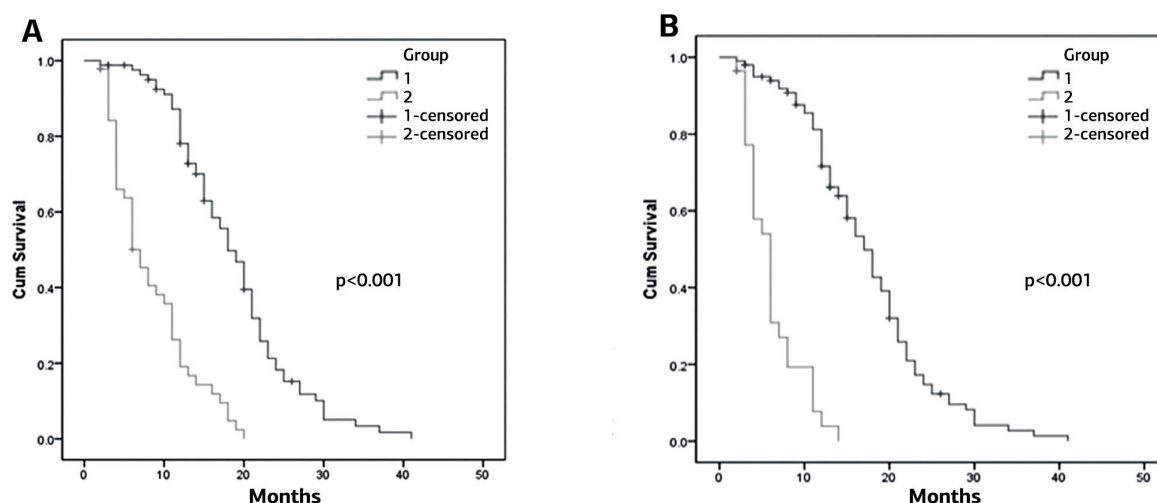 A
Group
1
2
1-censored
2-censored
p<0.001
Cum Survival
1.0
0.8
0.6
0.4
0.2
0.0
0 10 20 30 40 50
Months
B
Group
1
2
1-censored
2-censored
p<0.001
Cum Survival
1.0
0.8
0.6
0.4
0.2
0.0
0 10 20 30 40 50
Months